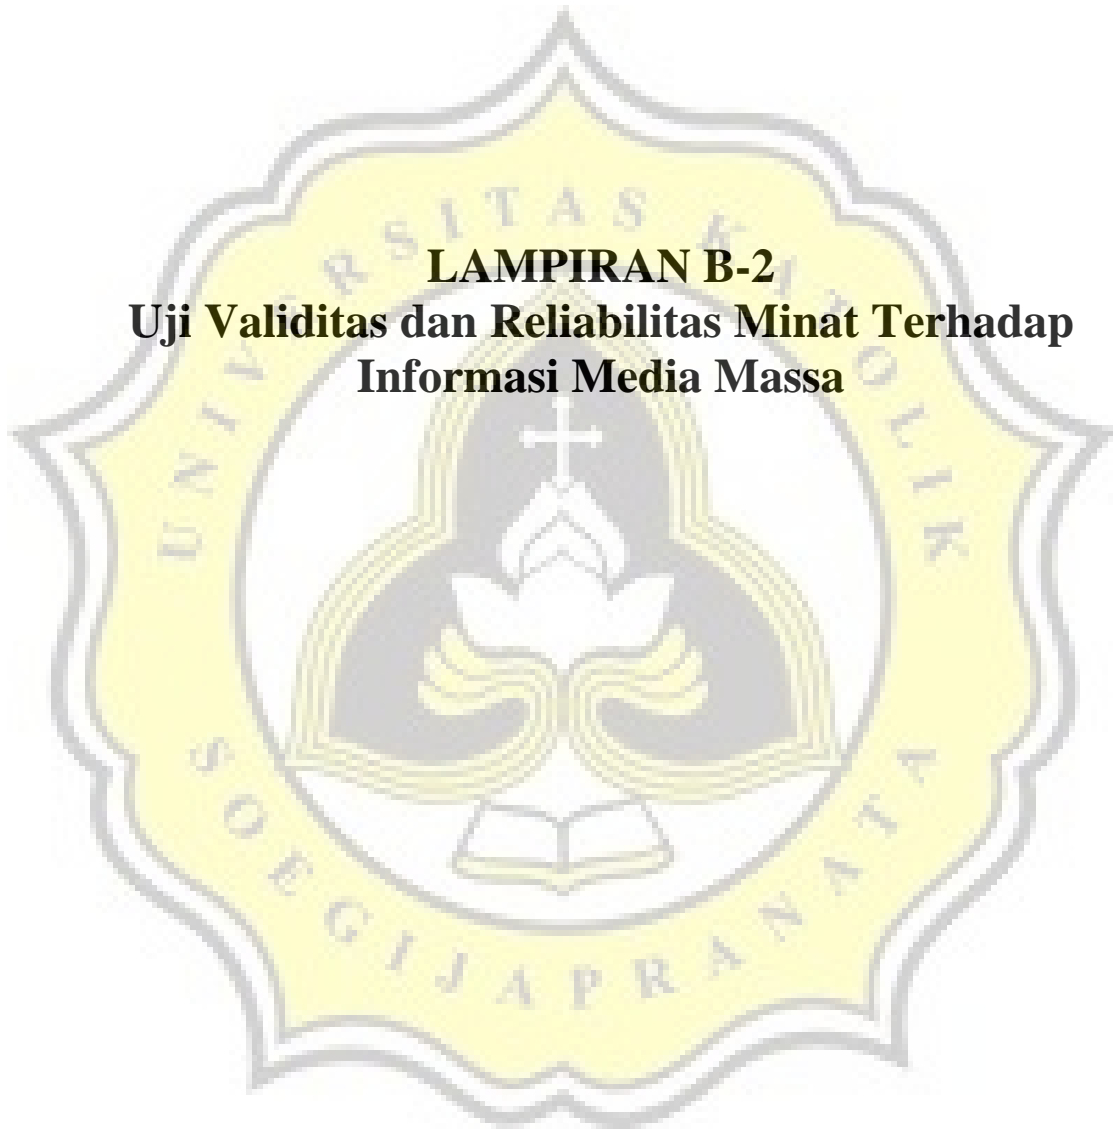 LAMPIRAN B-2
Uji Validitas dan Reliabilitas Minat Terhadap
Informasi Media Massa
UNIVERSITAS KATOLIK
SOEGIJAPRANATA